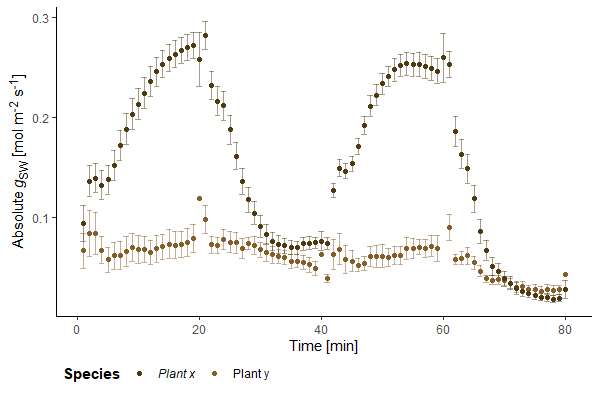 0.3
0.2
0.1
Absolute gSW [mol m-2 s-1]
0 20 40 60 80
Time [min]
Species Plant x Plant y